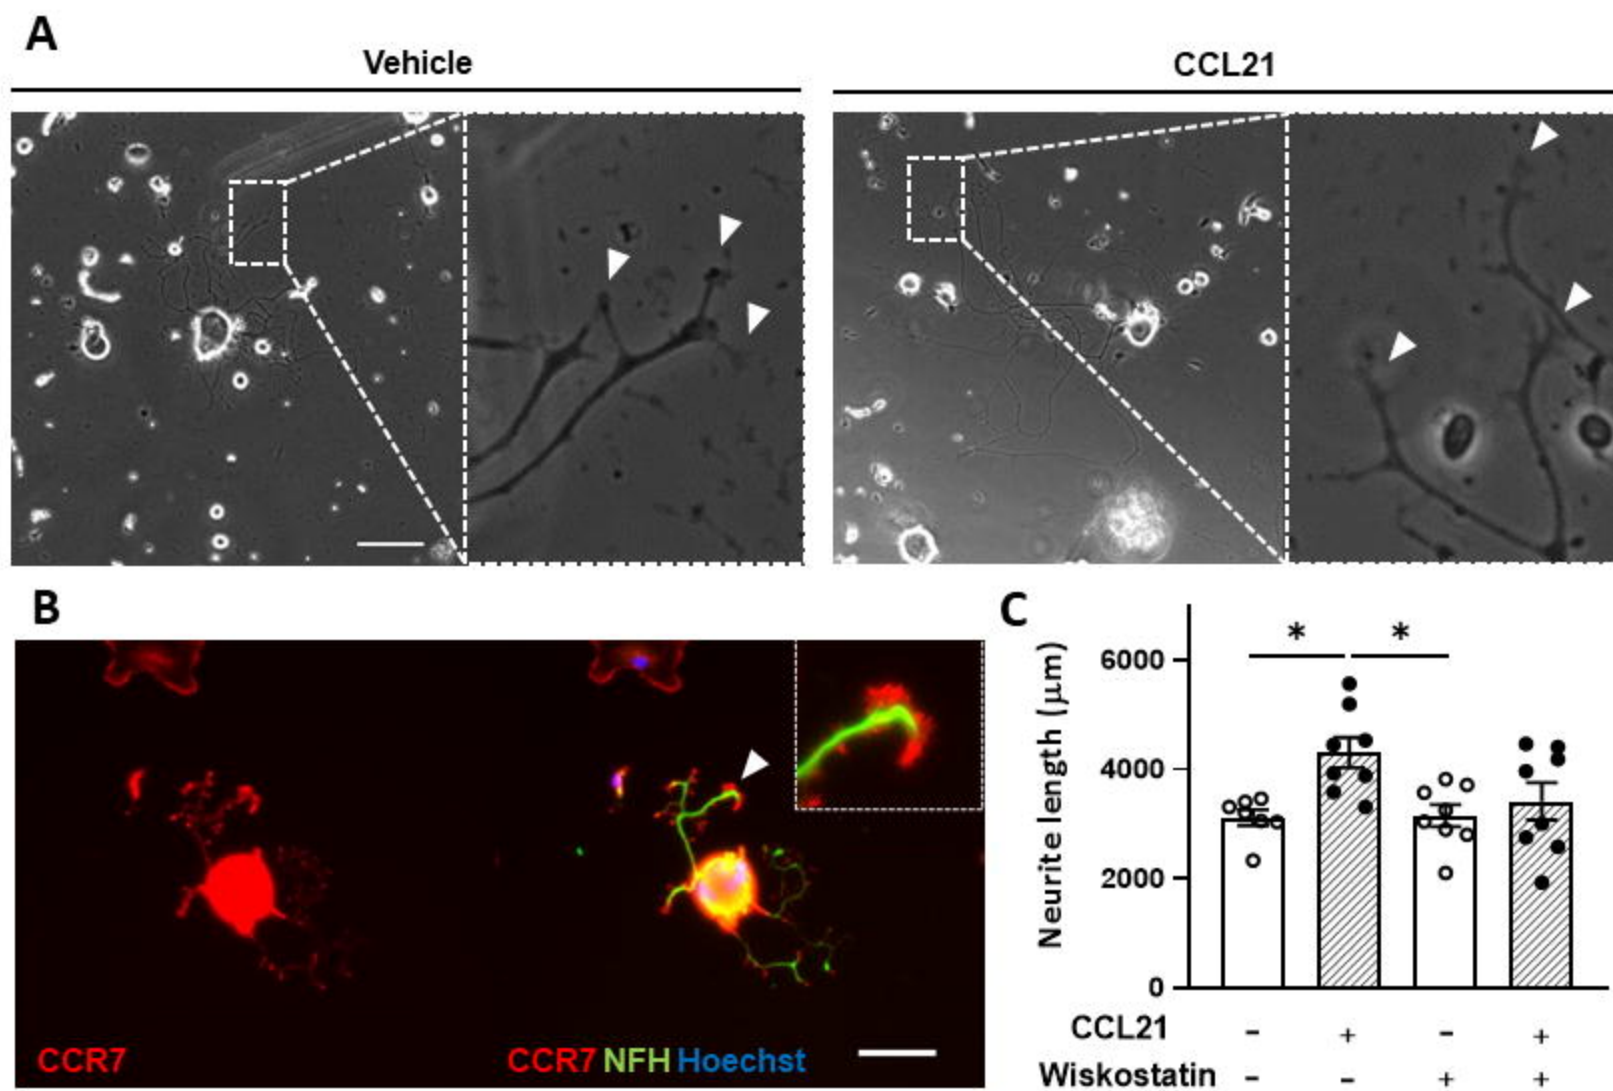 A
Vehicle
CCL21
B
CCR7
CCR7 NFH Hoechst
C
Neurite length (μm)
6000
4000
2000
0
* *
CCL21 - + - +
Wiskostatin - - + +